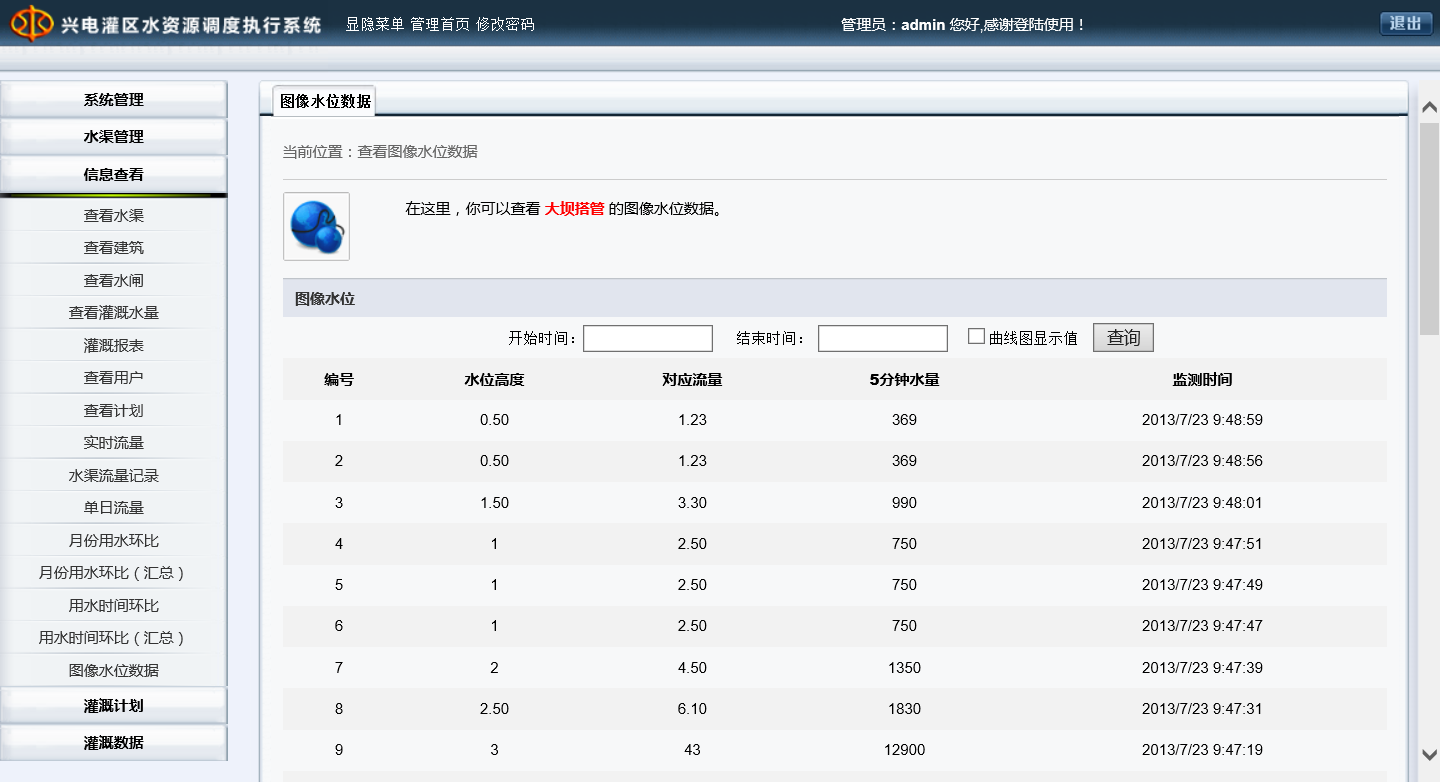 兴电灌区水资源调度执行系统 显隐菜单 管理首页 修改密码 管理员：admin 您好,感谢登陆使用！ 退出
系统管理
水渠管理
信息查看
查看水渠
查看建筑
查看水闸
查看灌溉水量
灌溉报表
查看用户
查看计划
实时流量
水渠流量记录
单日流量
月份用水环比
月份用水环比（汇总）
用水时间环比
用水时间环比（汇总）
图像水位数据
灌溉计划
灌溉数据
图像水位数据
当前位置：查看图像水位数据
在这里，你可以查看 大坝搭管 的图像水位数据。
图像水位
开始时间： 结束时间： 曲线图显示值 查询
编号 水位高度 对应流量 5分钟水量 监测时间
1 0.50 1.23 369 2013/7/23 9:48:59
2 0.50 1.23 369 2013/7/23 9:48:56
3 1.50 3.30 990 2013/7/23 9:48:01
4 1 2.50 750 2013/7/23 9:47:51
5 1 2.50 750 2013/7/23 9:47:49
6 1 2.50 750 2013/7/23 9:47:47
7 2 4.50 1350 2013/7/23 9:47:39
8 2.50 6.10 1830 2013/7/23 9:47:31
9 3 43 12900 2013/7/23 9:47:19